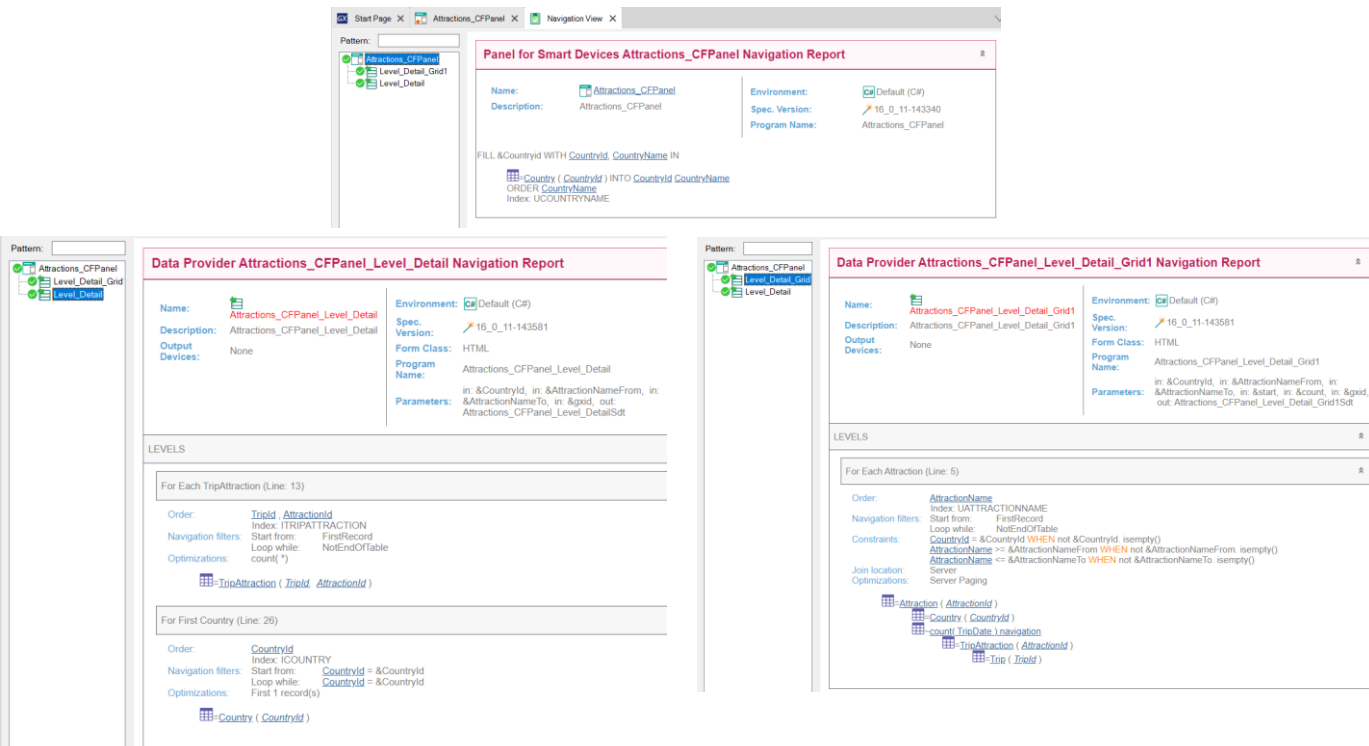 Start Page X Attractions_CFPanel X Navigation View X
Pattern:
Attractions_CFPanel
Level_Detail_Grid1
Level_Detail
Panel for Smart Devices Attractions_CFPanel Navigation Report
Name: Attractions_CFPanel
Description: Attractions_CFPanel
Environment: C# Default (C#)
Spec. Version: 16_0_11-143340
Program Name: Attractions_CFPanel
FILL &Countryid WITH CountryId, CountryName IN
=Country ( CountryId ) INTO CountryId CountryName
ORDER CountryName
Index: UCOUNTRYNAME
Pattern:
Attractions_CFPanel
Level_Detail_Grid
Level_Detail
Data Provider Attractions_CFPanel_Level_Detail Navigation Report
Name: Attractions_CFPanel_Level_Detail
Description: Attractions_CFPanel_Level_Detail
Output Devices: None
Environment: C# Default (C#)
Spec. Version: 16_0_11-143581
Form Class: HTML
Program Name: Attractions_CFPanel_Level_Detail
Parameters: in: &CountryId, in: &AttractionNameFrom, in:
&AttractionNameTo, in: &gxid, out:
Attractions_CFPanel_Level_DetailSdt
LEVELS
For Each TripAttraction (Line: 13)
Order: TripId , AttractionId
Index: ITRIPATTRACTION
Navigation filters: Start from: FirstRecord
Loop while: NotEndOfTable
Optimizations: count( *)
=TripAttraction ( TripId, AttractionId )
For First Country (Line: 26)
Order: CountryId
Index: ICOUNTRY
Navigation filters: Start from: CountryId = &CountryId
Loop while: CountryId = &CountryId
Optimizations: First 1 record(s)
=Country ( CountryId )
Pattern:
Attractions_CFPanel
Level_Detail_Grid
Level_Detail
Data Provider Attractions_CFPanel_Level_Detail_Grid1 Navigation Report
Name: Attractions_CFPanel_Level_Detail_Grid1
Description: Attractions_CFPanel_Level_Detail_Grid1
Output Devices: None
Environment: C# Default (C#)
Spec. Version: 16_0_11-143581
Form Class: HTML
Program Name: Attractions_CFPanel_Level_Detail_Grid1
Parameters: in: &CountryId, in: &AttractionNameFrom, in:
&AttractionNameTo, in: &start, in: &count, in: &gxid,
out: Attractions_CFPanel_Level_Detail_Grid1Sdt
LEVELS
For Each Attraction (Line: 5)
Order: AttractionName
Index: UATTRACTIONNAME
Navigation filters: Start from: FirstRecord
Loop while: NotEndOfTable
Constraints: CountryId = &CountryId WHEN not &CountryId. isempty()
AttractionName >= &AttractionNameFrom WHEN not &AttractionNameFrom. isempty()
AttractionName <= &AttractionNameTo WHEN not &AttractionNameTo. isempty()
Join location: Server
Optimizations: Server Paging
=Attraction ( AttractionId )
=Country ( CountryId )
=count( TripDate ) navigation
=TripAttraction ( AttractionId )
=Trip ( TripId )